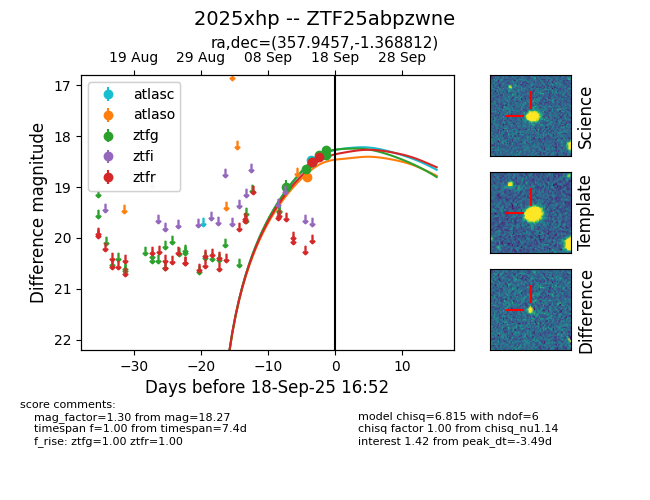 2025xhp -- ZTF25abpzwne
ra,dec=(357.9457,-1.368812)
19 Aug 29 Aug 08 Sep 18 Sep 28 Sep
atlasc
atlaso
ztfg
ztfi
ztfr
17
18
19
20
21
22
Difference magnitude
−30 −20 −10 0 10
Days before 18-Sep-25 16:52
Science
Template
Difference
score comments:
mag_factor=1.30 from mag=18.27
timespan f=1.00 from timespan=7.4d
f_rise: ztfg=1.00 ztfr=1.00
model chisq=6.815 with ndof=6
chisq factor 1.00 from chisq_nu1.14
interest 1.42 from peak_dt=-3.49d